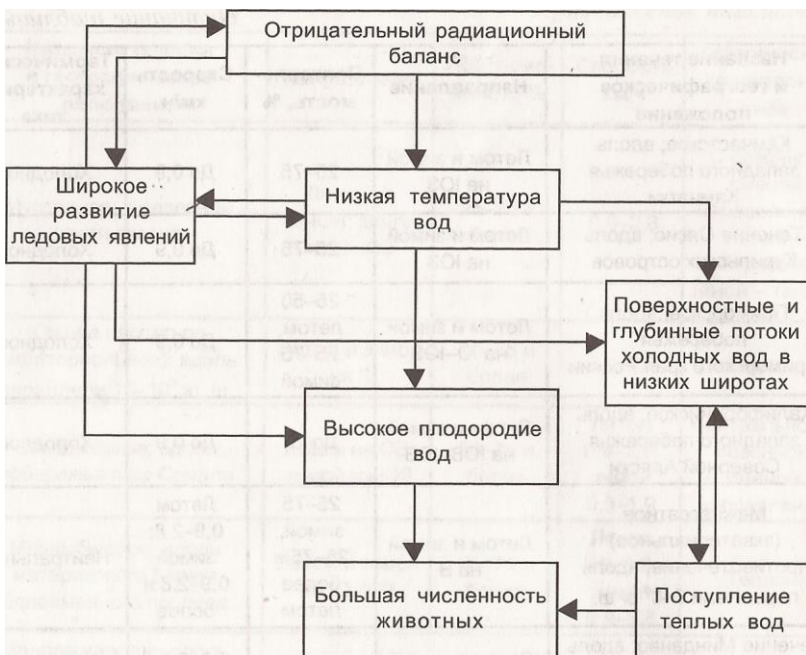 Отрицательный радиационный
баланс
Широкое
развитие
ледовых явлений
Низкая температура
вод
Поверхностные и
глубинные потоки
холодных вод в
низких широтах
Высокое плодородие
вод
Большая численность
животных
Поступление
теплых вод